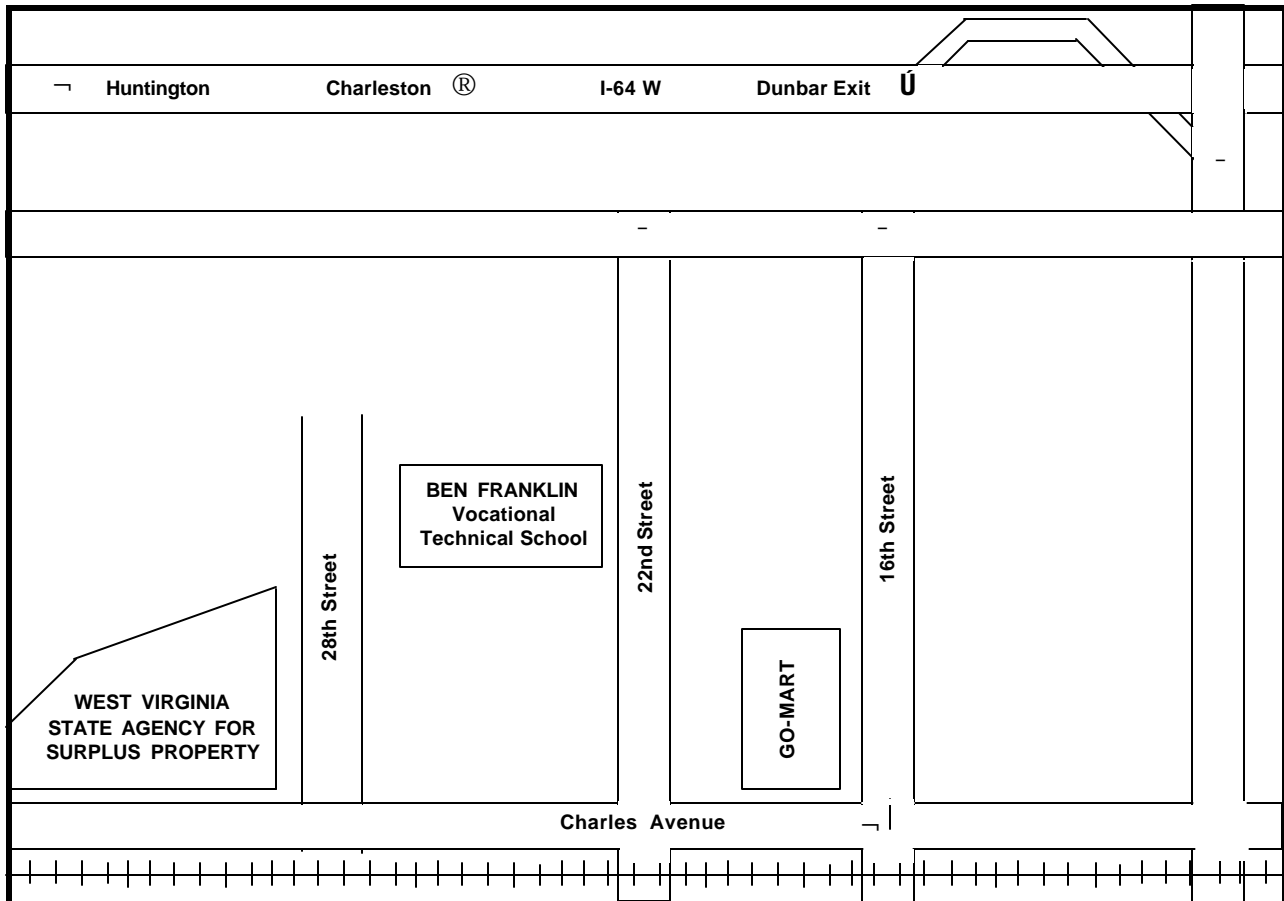 ¬ Huntington Charleston ® I-64 W Dunbar Exit Ú
–
– –
BEN FRANKLIN
Vocational
Technical School
28th Street
22nd Street
16th Street
WEST VIRGINIA
STATE AGENCY FOR
SURPLUS PROPERTY
GO-MART
Charles Avenue ¬